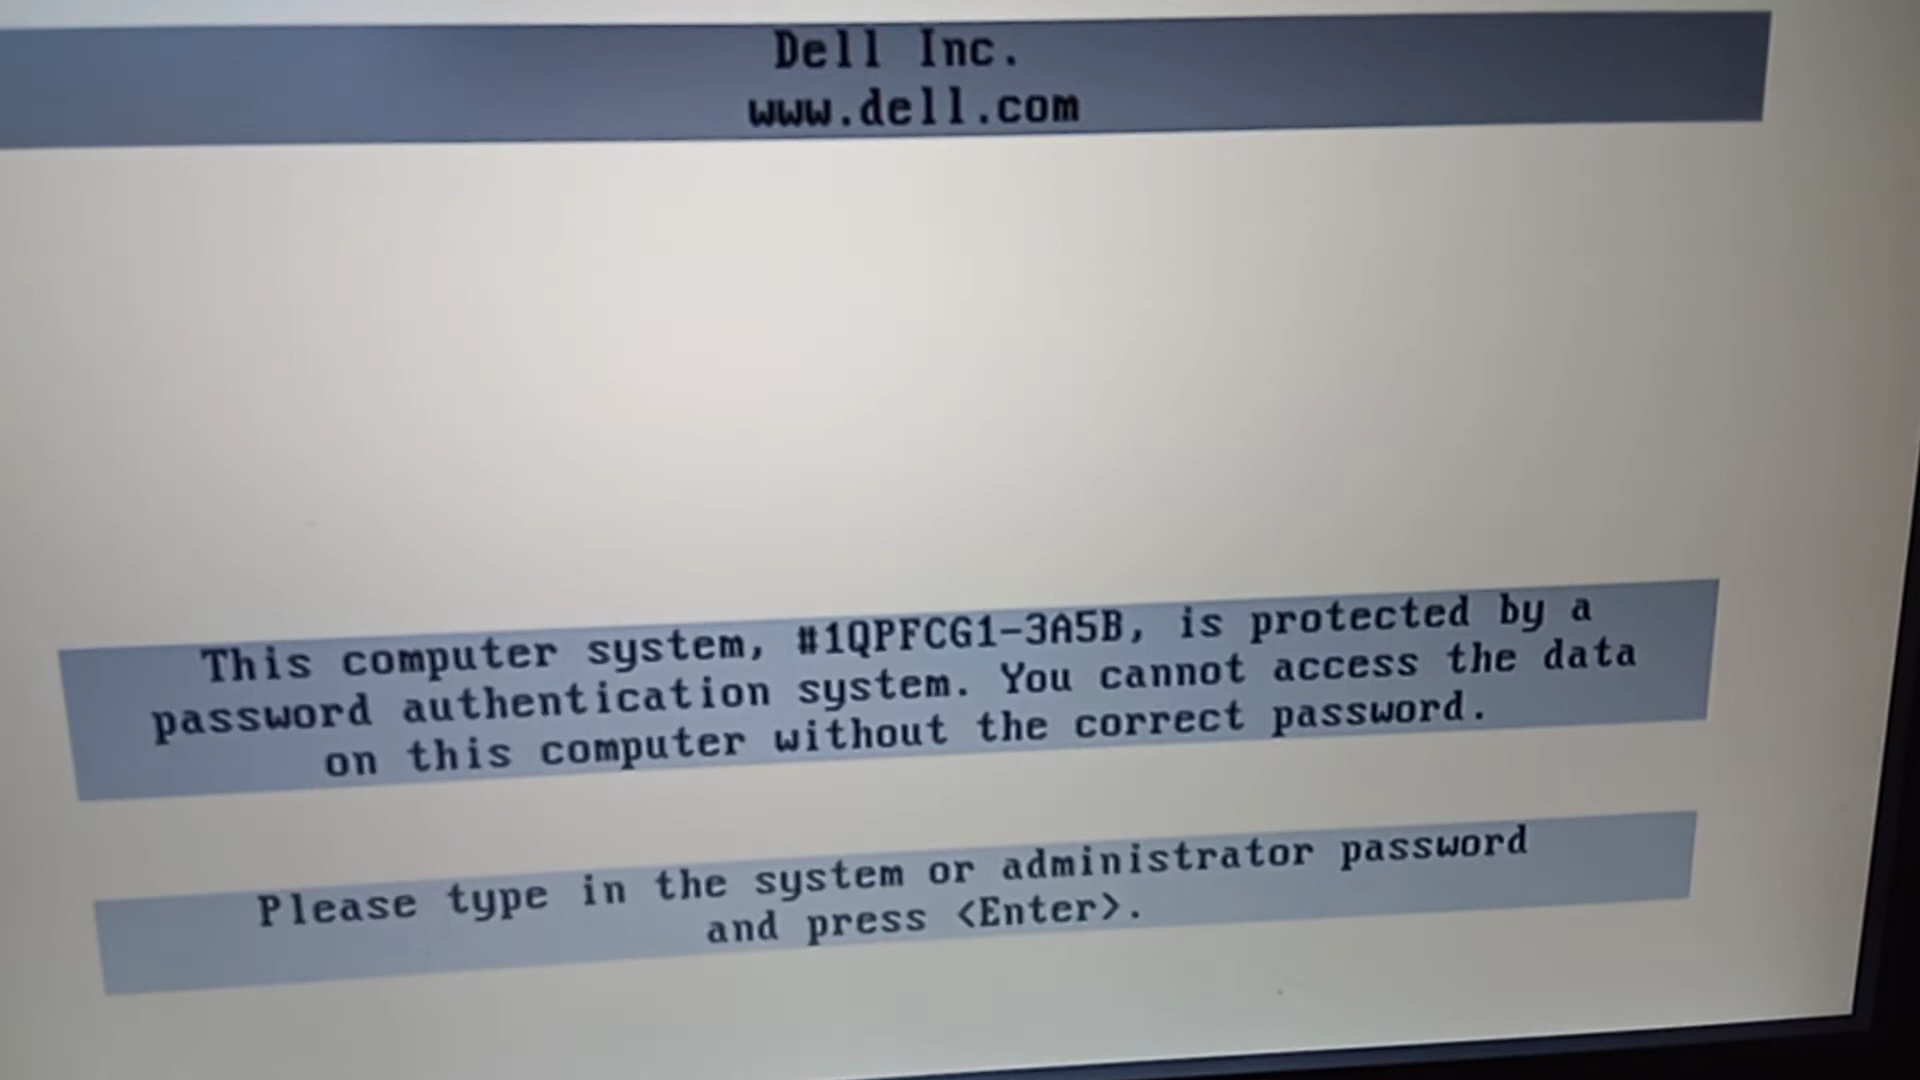 Dell Inc.
www.dell.com
This computer system, #1QPFCG1-3A5B, is protected by a
password authentication system. You cannot access the data
on this computer without the correct password.
Please type in the system or administrator password
and press <Enter>.